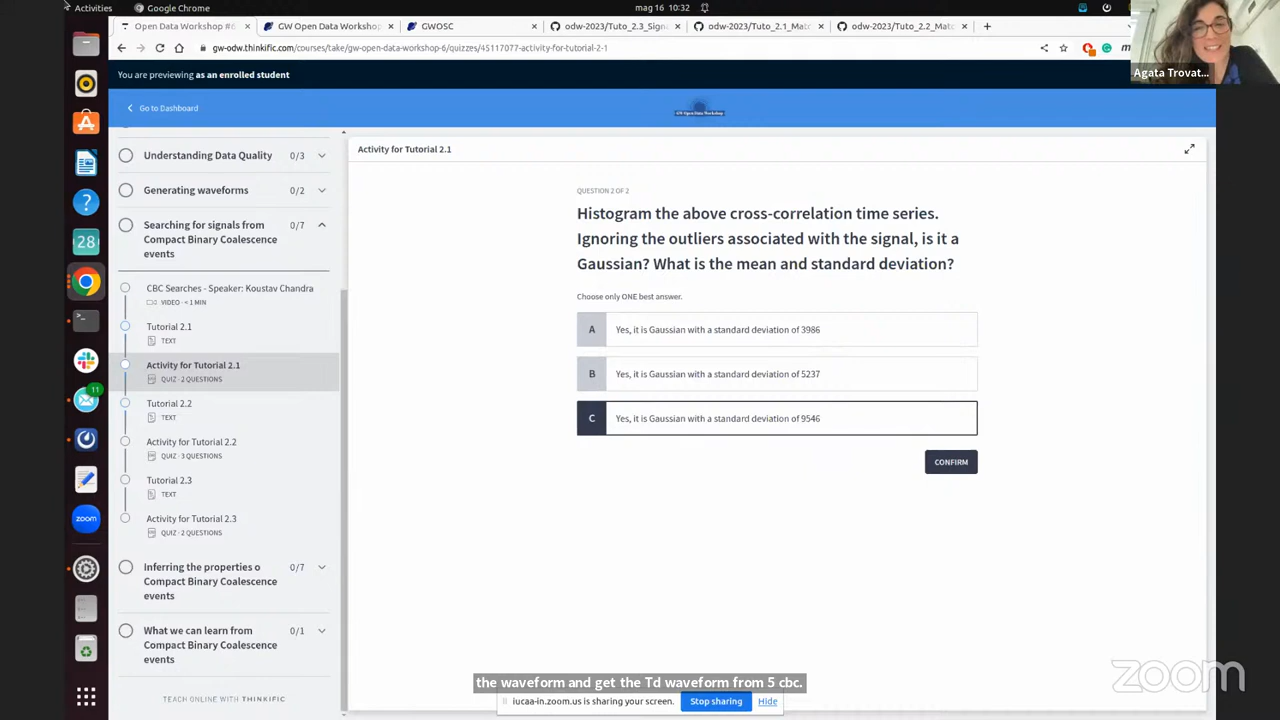 Activities
Google Chrome
mag 16 10:32
Open Data Workshop #6
GW Open Data Workshop
GWOSC
odw-2023/Tuto_2.3_Sign
odw-2023/Tuto_2.1_Matc
odw-2023/Tuto_2.2_Matc
gw-odw.thinkific.com/courses/take/gw-open-data-workshop-6/quizzes/45117077-activity-for-tutorial-2-1
Agata Trovat...
You are previewing as an enrolled student
Go to Dashboard
GW Open Data Workshop
Understanding Data Quality 0/3
Generating waveforms 0/2
Searching for signals from 0/7
Compact Binary Coalescence
events
CBC Searches - Speaker: Koustav Chandra
VIDEO · < 1 MIN
Tutorial 2.1
TEXT
Activity for Tutorial 2.1
QUIZ · 2 QUESTIONS
Tutorial 2.2
TEXT
Activity for Tutorial 2.2
QUIZ · 3 QUESTIONS
Tutorial 2.3
TEXT
Activity for Tutorial 2.3
QUIZ · 2 QUESTIONS
Inferring the properties o 0/7
Compact Binary Coalescence
events
What we can learn from 0/1
Compact Binary Coalescence
events
TEACH ONLINE WITH THINKIFIC
28
11
zoom
Activity for Tutorial 2.1
QUESTION 2 OF 2
Histogram the above cross-correlation time series.
Ignoring the outliers associated with the signal, is it a
Gaussian? What is the mean and standard deviation?
Choose only ONE best answer.
A Yes, it is Gaussian with a standard deviation of 3986
B Yes, it is Gaussian with a standard deviation of 5237
C Yes, it is Gaussian with a standard deviation of 9546
CONFIRM
the waveform and get the Td waveform from 5 cbc.
iucaa-in.zoom.us is sharing your screen. Stop sharing Hide
zoom